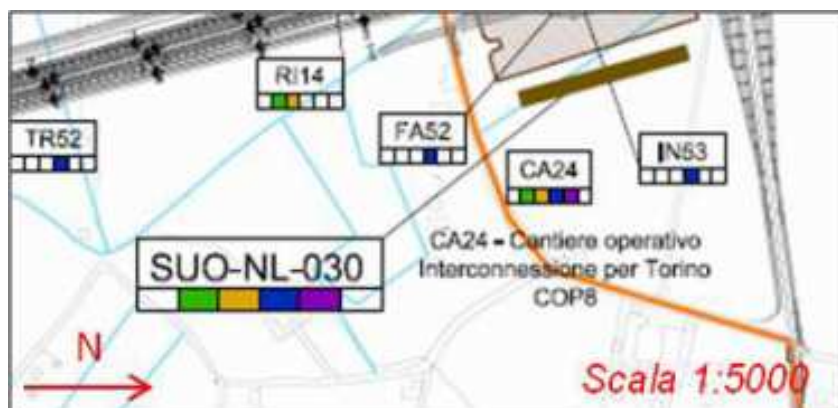 RI14
TR52
FA52
CA24
IN53
SUO-NL-030
CA24 - Cantiere operativo
Interconnessione per Torino
COP8
N
Scala 1:5000